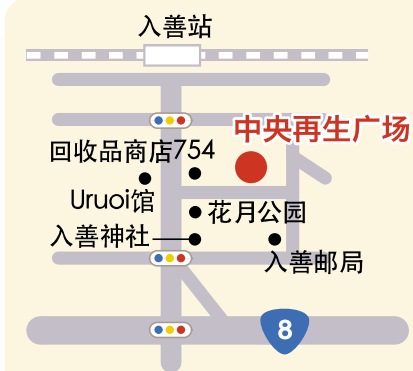 入善站
中央再生广场
回收品商店754
Uruoi馆
花月公园
入善神社
入善邮局
8